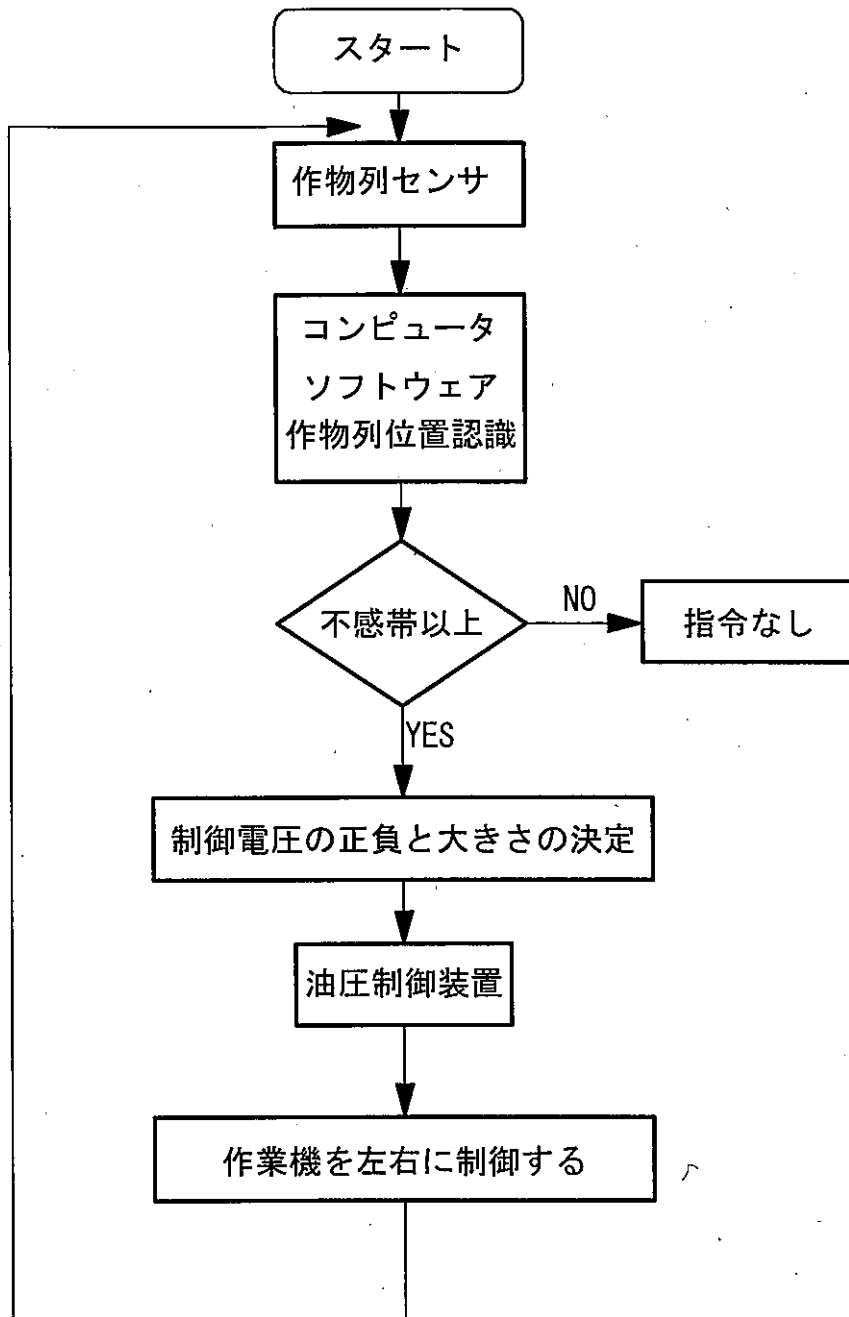 スタート
作物列センサ
コンピュータ
ソフトウェア
作物列位置認識
不感帯以上
NO
指令なし
YES
制御電圧の正負と大きさの決定
油圧制御装置
作業機を左右に制御する